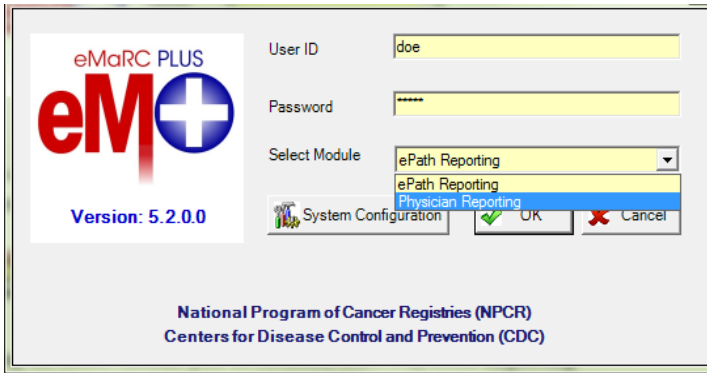 eMaRC PLUS
eM
Version: 5.2.0.0
User ID
doe
Password
*****
Select Module
ePath Reporting
ePath Reporting
Physician Reporting
System Configuration
OK
Cancel
National Program of Cancer Registries (NPCR)
Centers for Disease Control and Prevention (CDC)